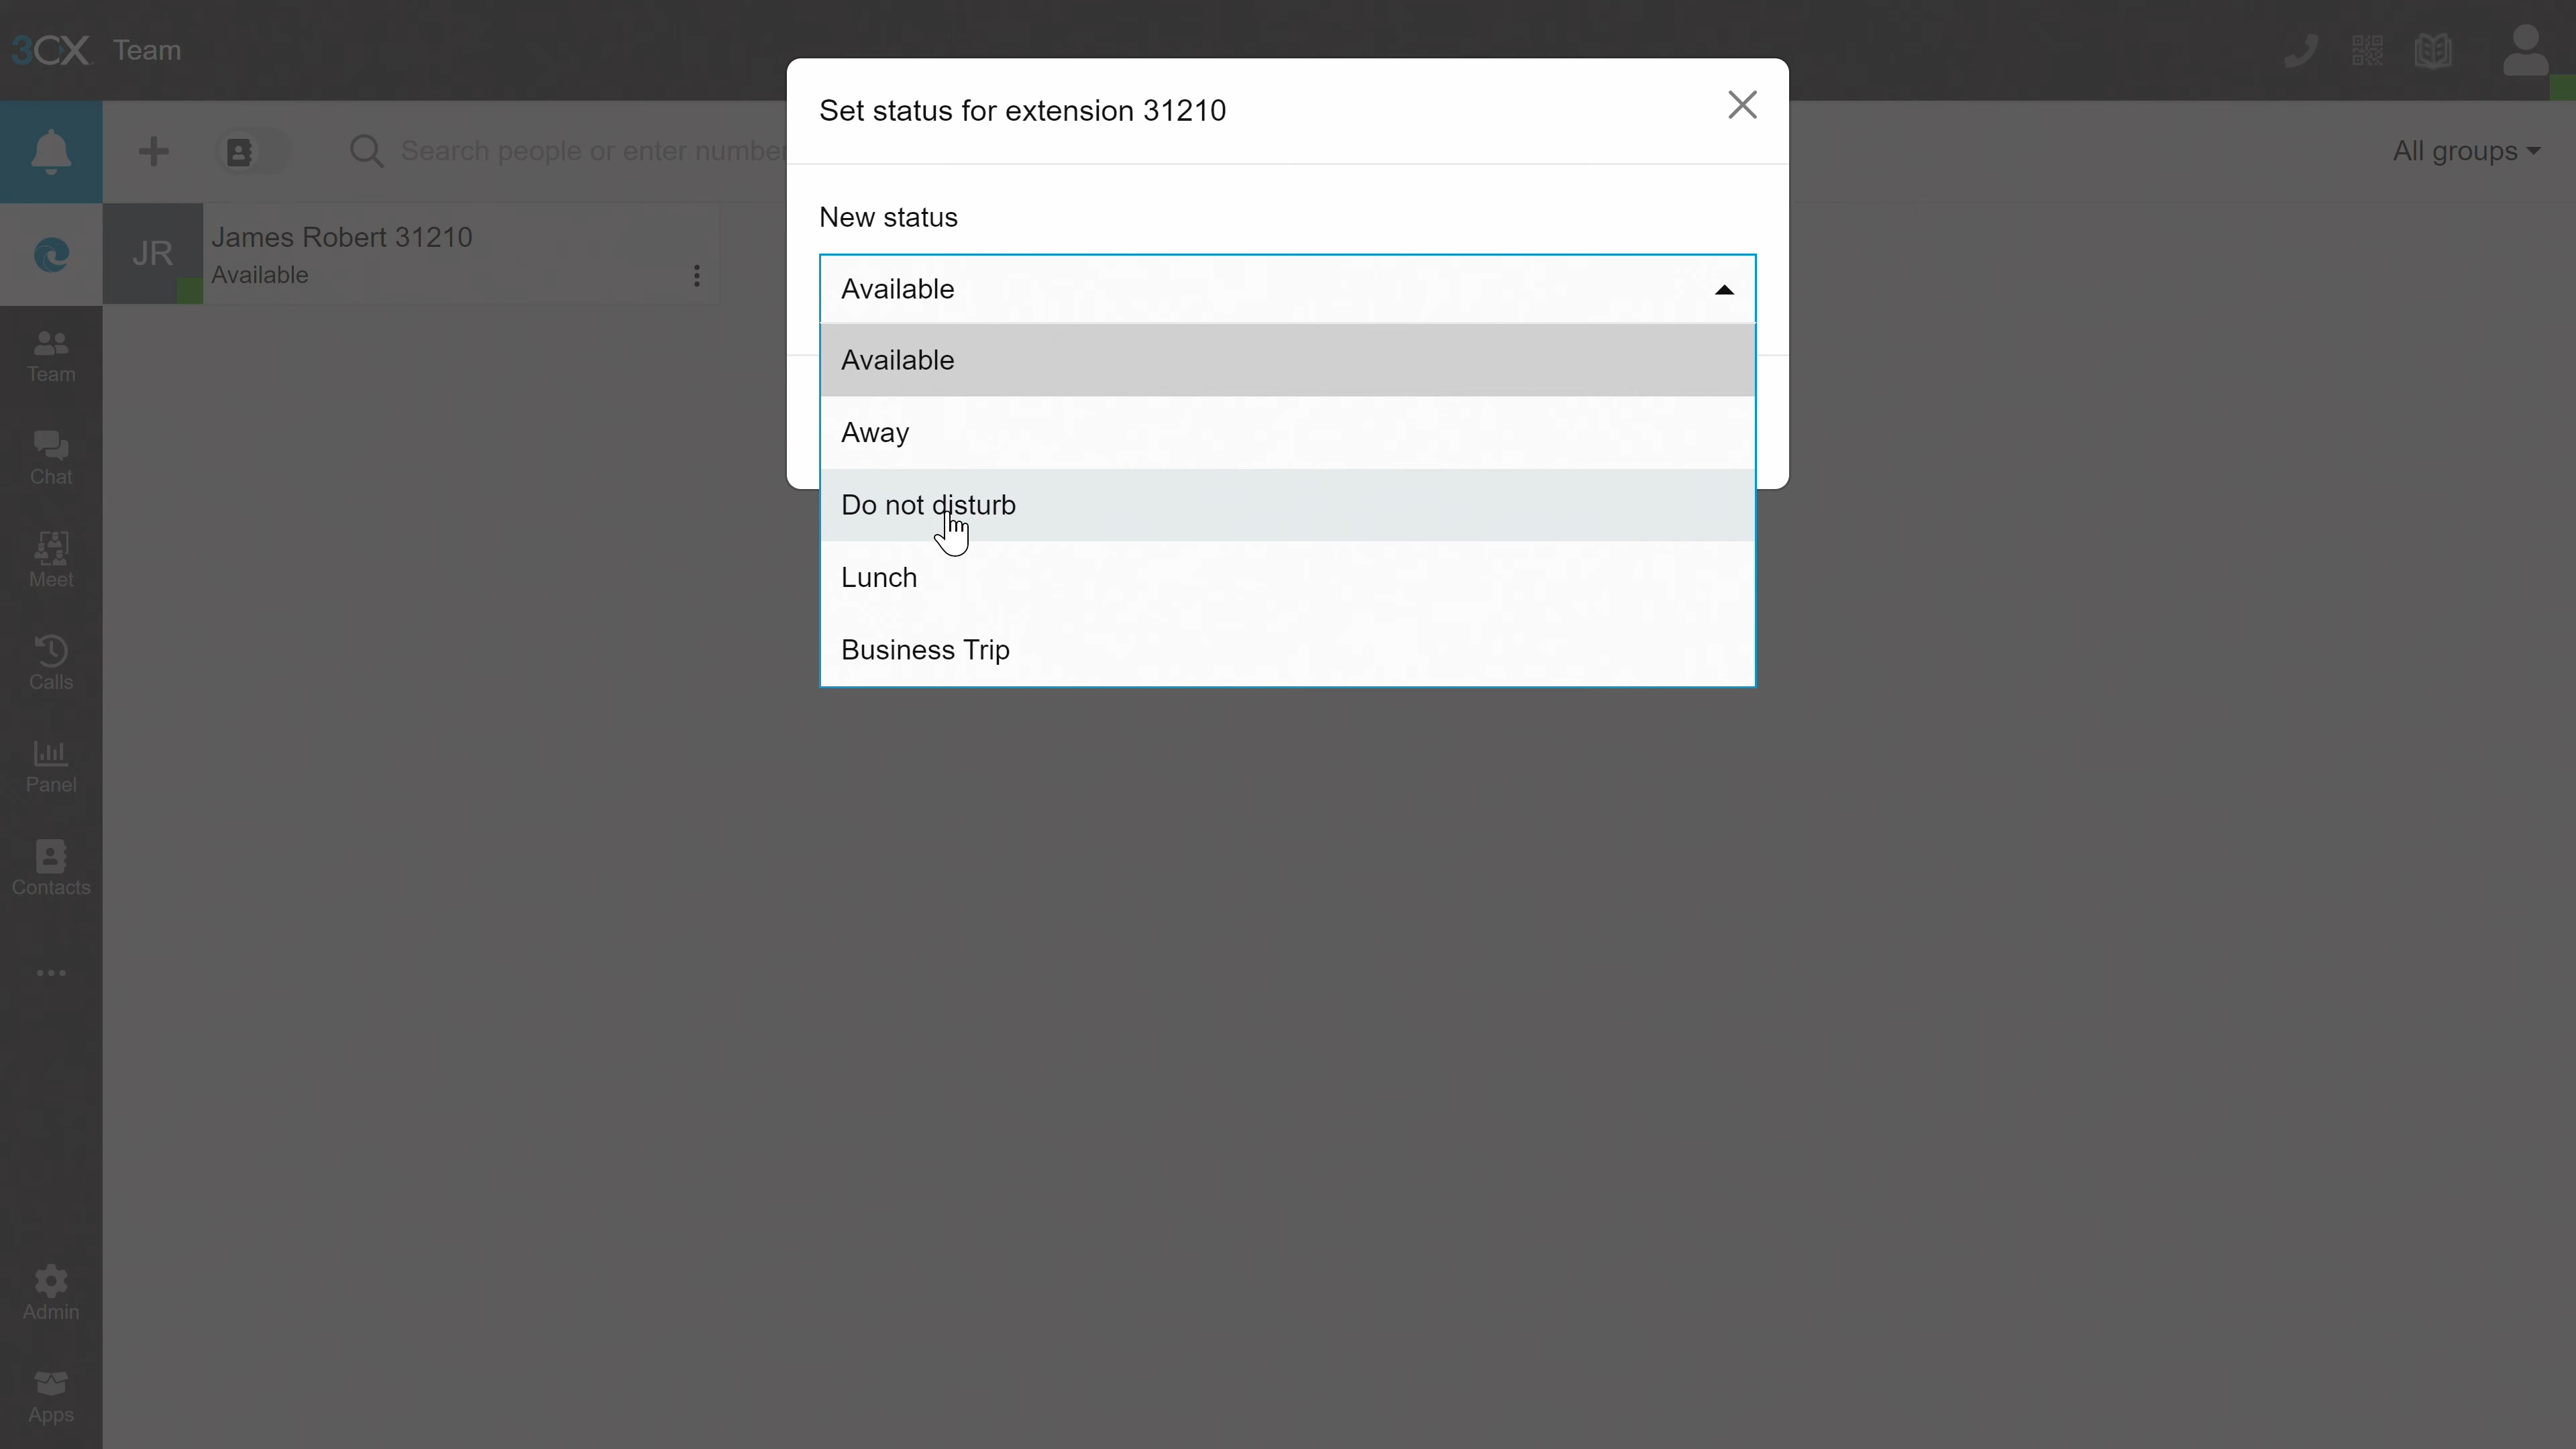 3CX Team
Set status for extension 31210
Search people or enter number
All groups
New status
JR
James Robert 31210
Available
Available
Available
Away
Do not disturb
Lunch
Business Trip
Team
Chat
Meet
Calls
Panel
Contacts
Admin
Apps